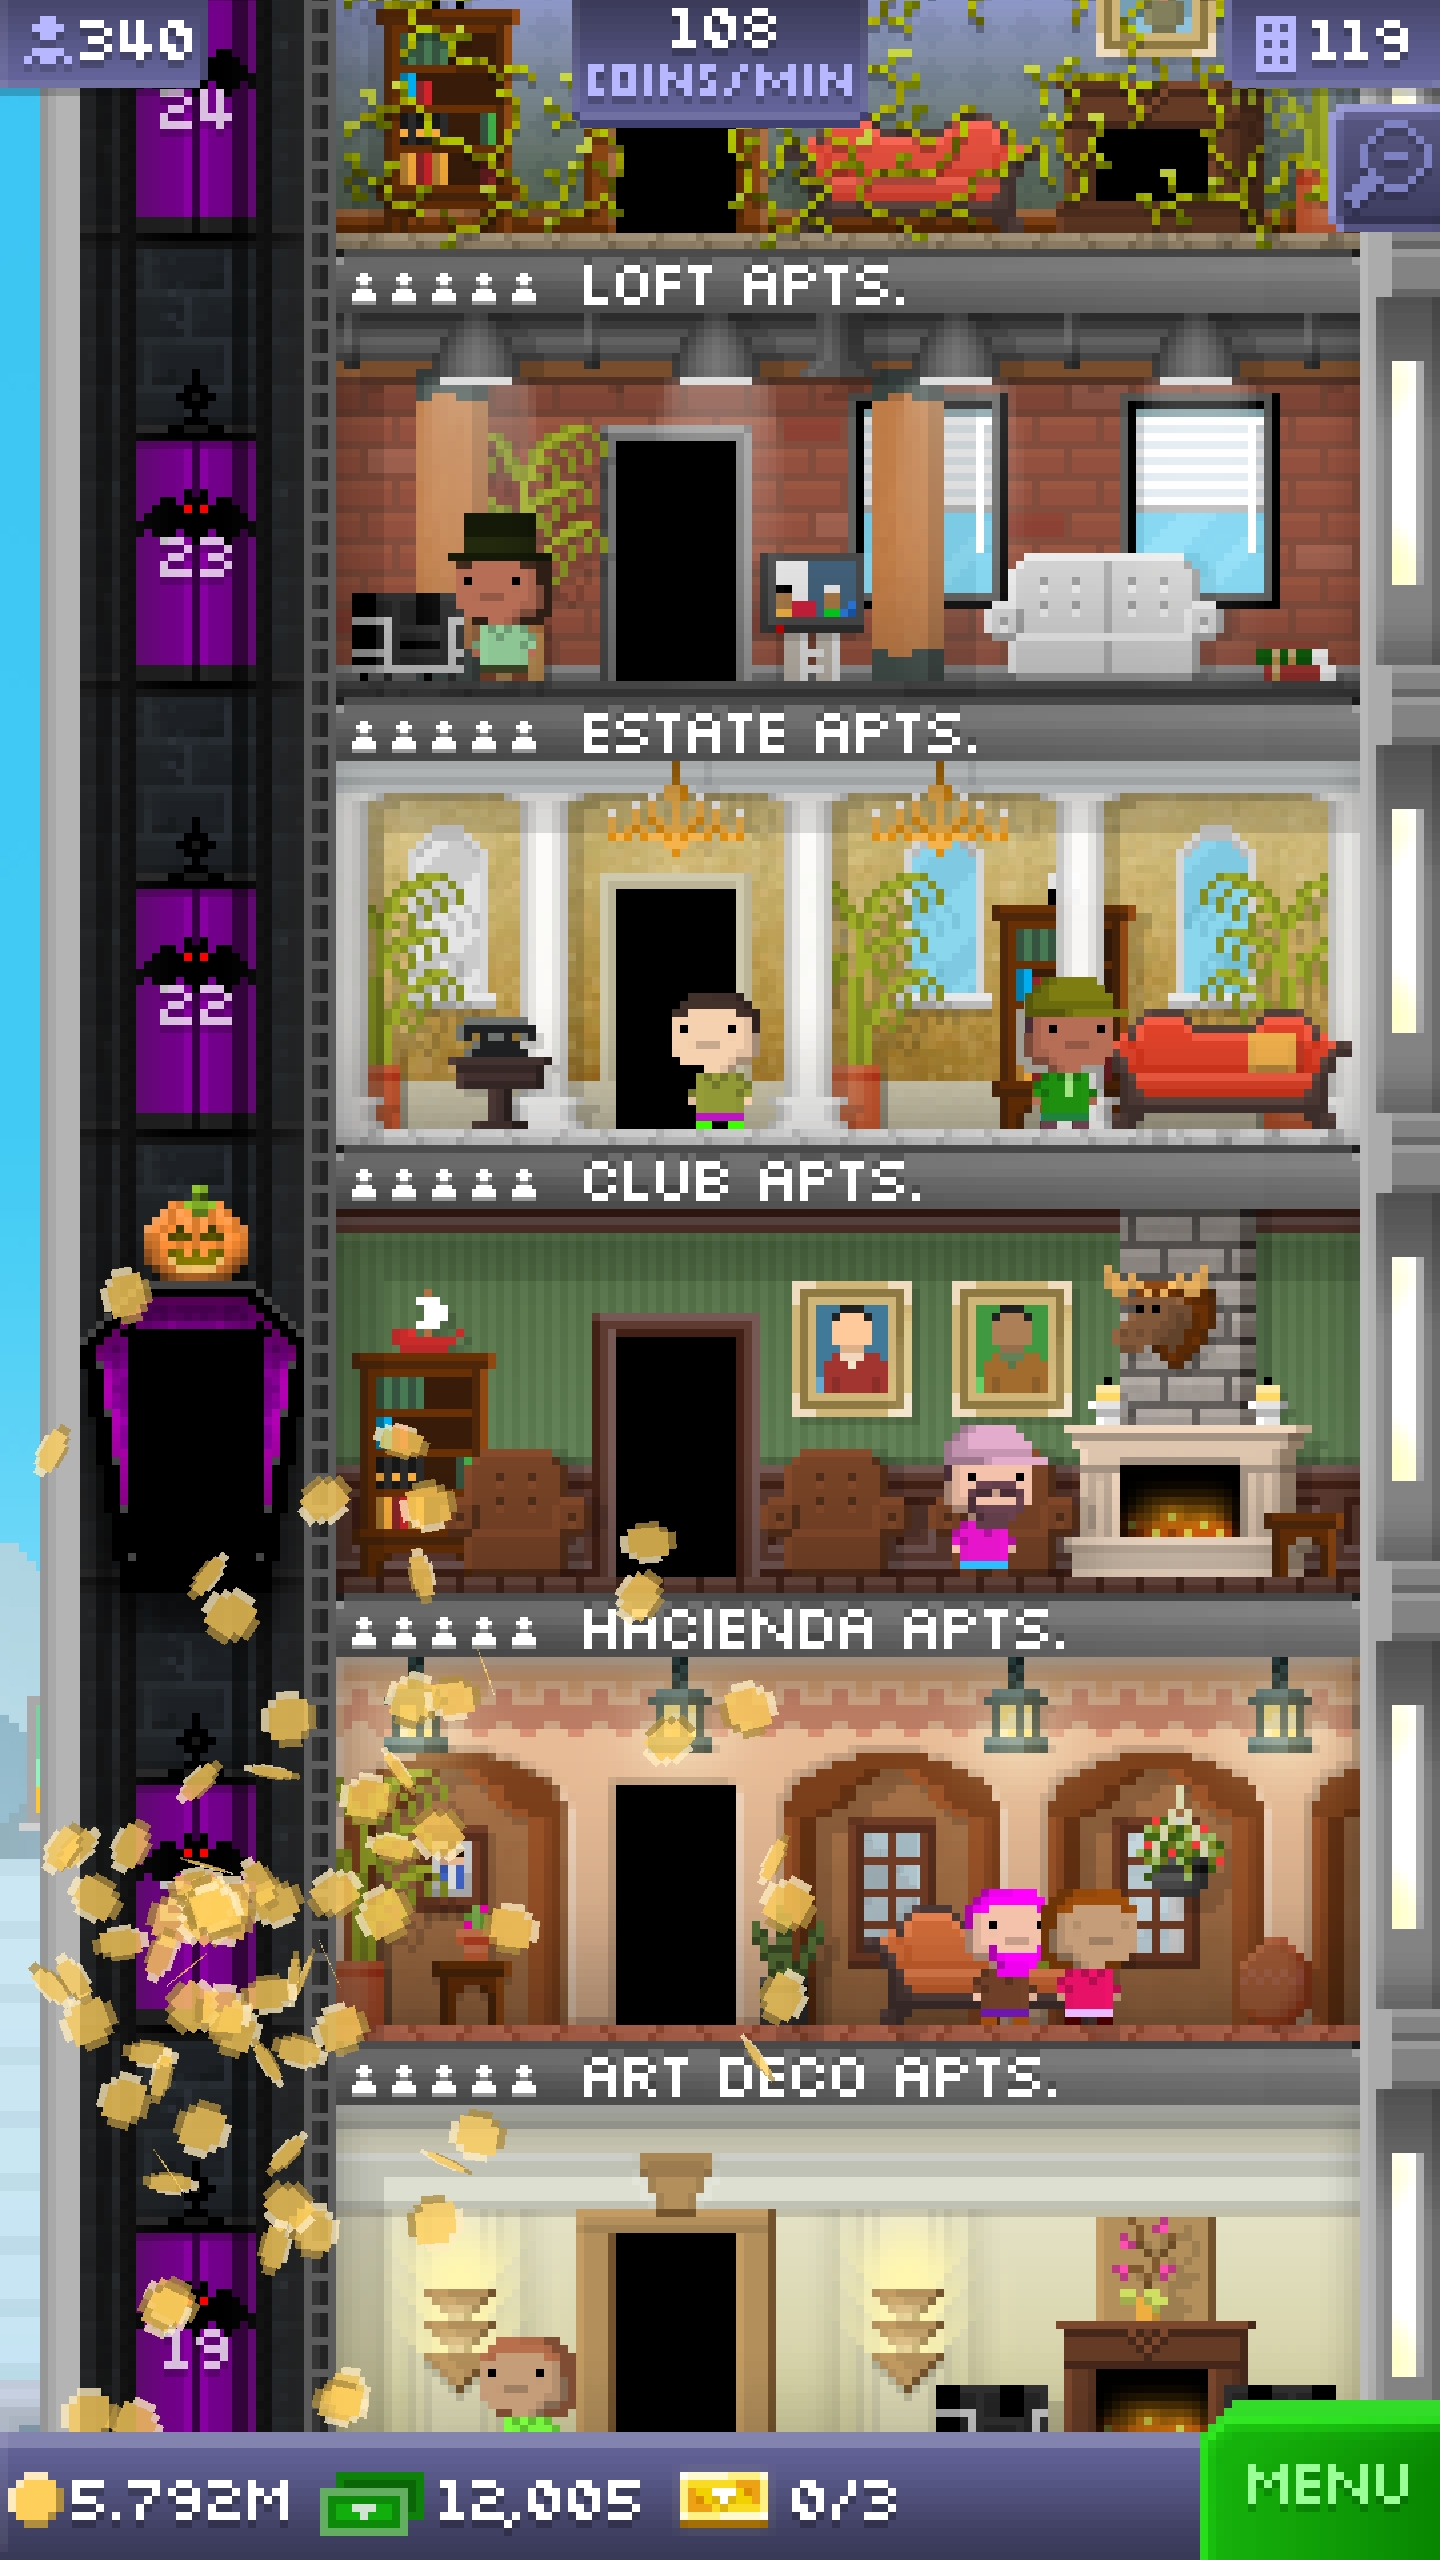 340
108
COINS/MIN
119
24
LOFT APTS.
23
ESTATE APTS.
22
CLUB APTS.
HACIENDA APTS.
ART DECO APTS.
19
5.792M
12,005
0/3
MENU